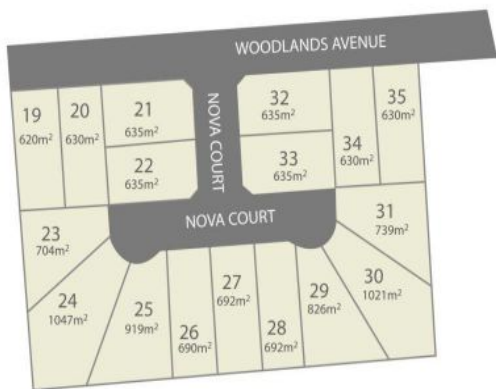 WOODLANDS AVENUE
NOVA COURT
19
620m²
20
630m²
21
635m²
22
635m²
32
635m²
33
635m²
34
630m²
35
630m²
NOVA COURT
23
704m²
24
1047m²
25
919m²
26
690m²
27
692m²
28
692m²
29
826m²
30
1021m²
31
739m²